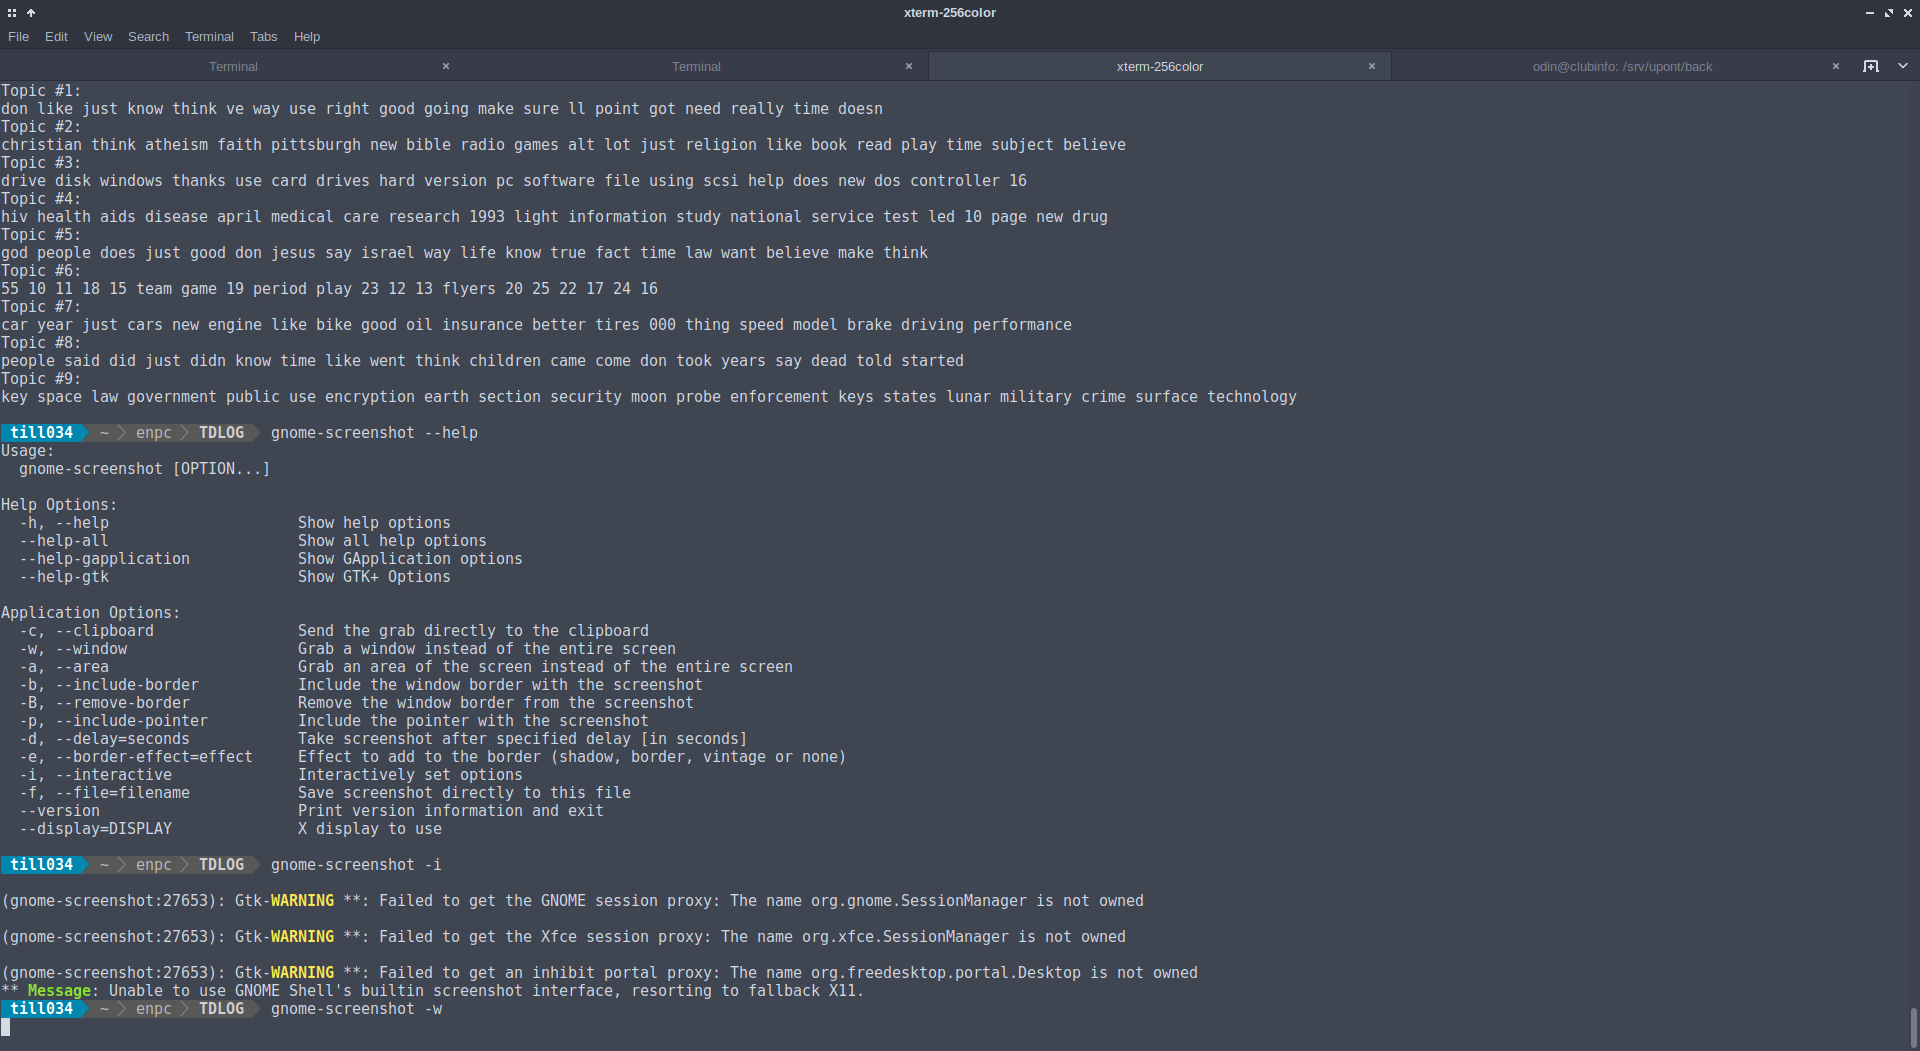 xterm-256color
File Edit View Search Terminal Tabs Help
Terminal Terminal xterm-256color odin@clubinfo: /srv/upont/back
Topic #1:
don like just know think ve way use right good going make sure ll point got need really time doesn
Topic #2:
christian think atheism faith pittsburgh new bible radio games alt lot just religion like book read play time subject believe
Topic #3:
drive disk windows thanks use card drives hard version pc software file using scsi help does new dos controller 16
Topic #4:
hiv health aids disease april medical care research 1993 light information study national service test led 10 page new drug
Topic #5:
god people does just good don jesus say israel way life know true fact time law want believe make think
Topic #6:
55 10 11 18 15 team game 19 period play 23 12 13 flyers 20 25 22 17 24 16
Topic #7:
car year just cars new engine like bike good oil insurance better tires 000 thing speed model brake driving performance
Topic #8:
people said did just didn know time like went think children came come don took years say dead told started
Topic #9:
key space law government public use encryption earth section security moon probe enforcement keys states lunar military crime surface technology
till034 ~ enpc TDLOG gnome-screenshot --help
Usage:
  gnome-screenshot [OPTION...]
Help Options:
  -h, --help                     Show help options
  --help-all                     Show all help options
  --help-gapplication            Show GApplication options
  --help-gtk                     Show GTK+ Options
Application Options:
  -c, --clipboard                Send the grab directly to the clipboard
  -w, --window                   Grab a window instead of the entire screen
  -a, --area                     Grab an area of the screen instead of the entire screen
  -b, --include-border           Include the window border with the screenshot
  -B, --remove-border            Remove the window border from the screenshot
  -p, --include-pointer          Include the pointer with the screenshot
  -d, --delay=seconds            Take screenshot after specified delay [in seconds]
  -e, --border-effect=effect     Effect to add to the border (shadow, border, vintage or none)
  -i, --interactive              Interactively set options
  -f, --file=filename            Save screenshot directly to this file
  --version                      Print version information and exit
  --display=DISPLAY              X display to use
till034 ~ enpc TDLOG gnome-screenshot -i
(gnome-screenshot:27653): Gtk-WARNING **: Failed to get the GNOME session proxy: The name org.gnome.SessionManager is not owned
(gnome-screenshot:27653): Gtk-WARNING **: Failed to get the Xfce session proxy: The name org.xfce.SessionManager is not owned
(gnome-screenshot:27653): Gtk-WARNING **: Failed to get an inhibit portal proxy: The name org.freedesktop.portal.Desktop is not owned
** Message: Unable to use GNOME Shell's builtin screenshot interface, resorting to fallback X11.
till034 ~ enpc TDLOG gnome-screenshot -w